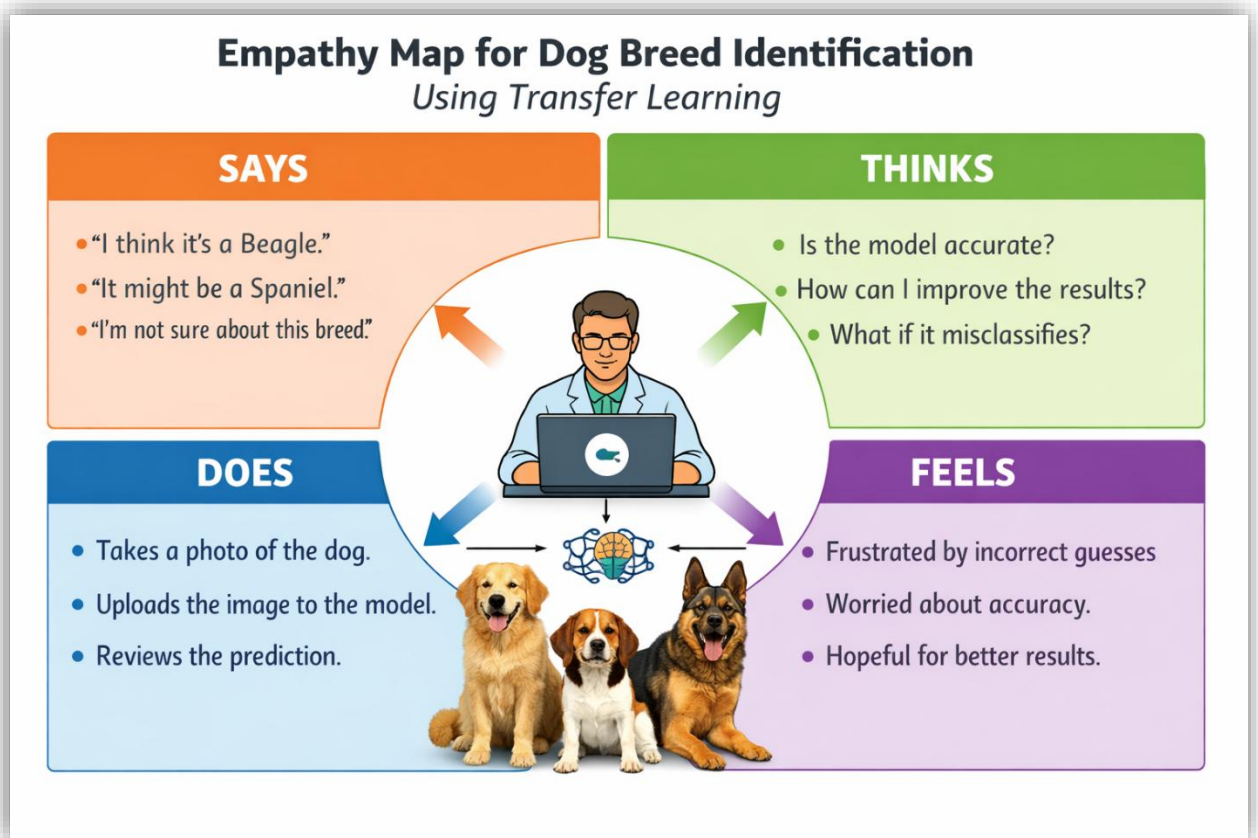 Empathy Map for Dog Breed Identification
Using Transfer Learning
SAYS
• “I think it’s a Beagle.”
• “It might be a Spaniel.”
• “I’m not sure about this breed.”
THINKS
• Is the model accurate?
• How can I improve the results?
• What if it misclassifies?
DOES
• Takes a photo of the dog.
• Uploads the image to the model.
• Reviews the prediction.
FEELS
• Frustrated by incorrect guesses
• Worried about accuracy.
• Hopeful for better results.